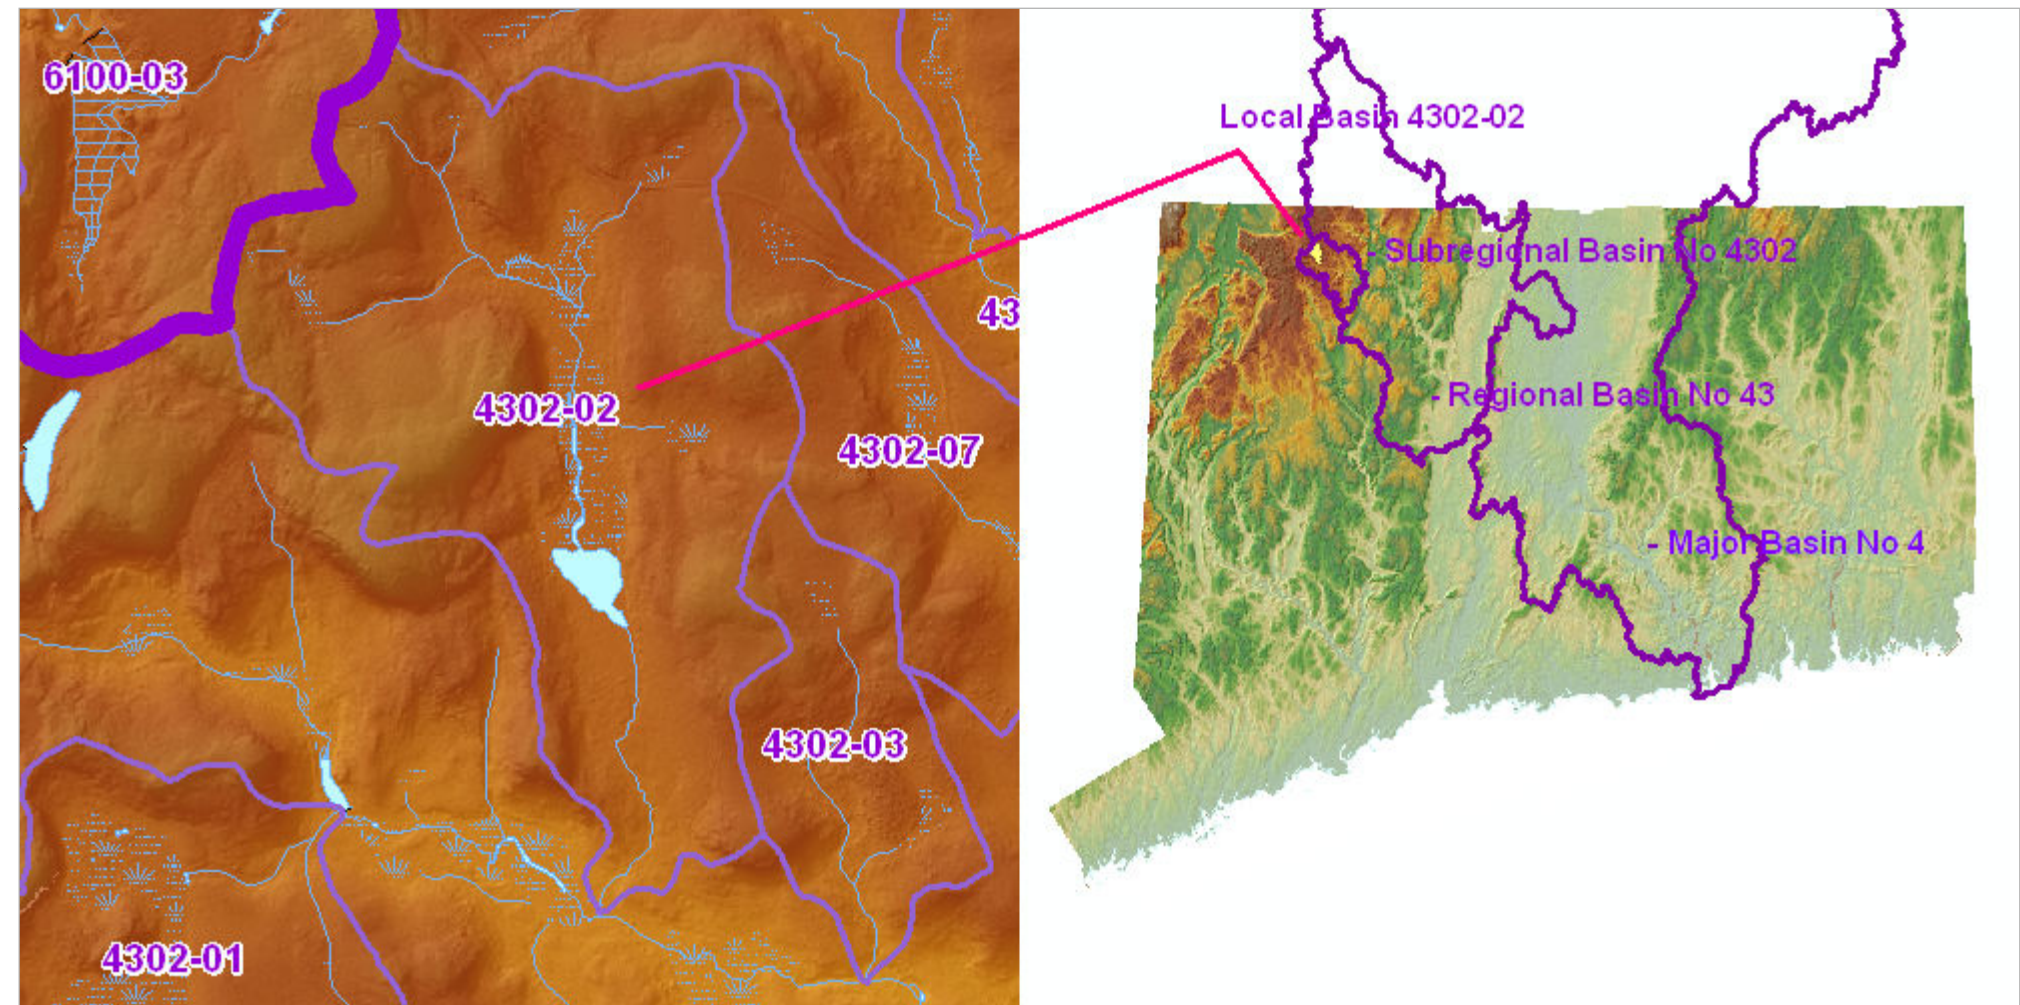 6100-03
43
4302-02
4302-07
4302-03
4302-01
Local Basin 4302-02
- Subregional Basin No 4302
- Regional Basin No 43
- Major Basin No 4